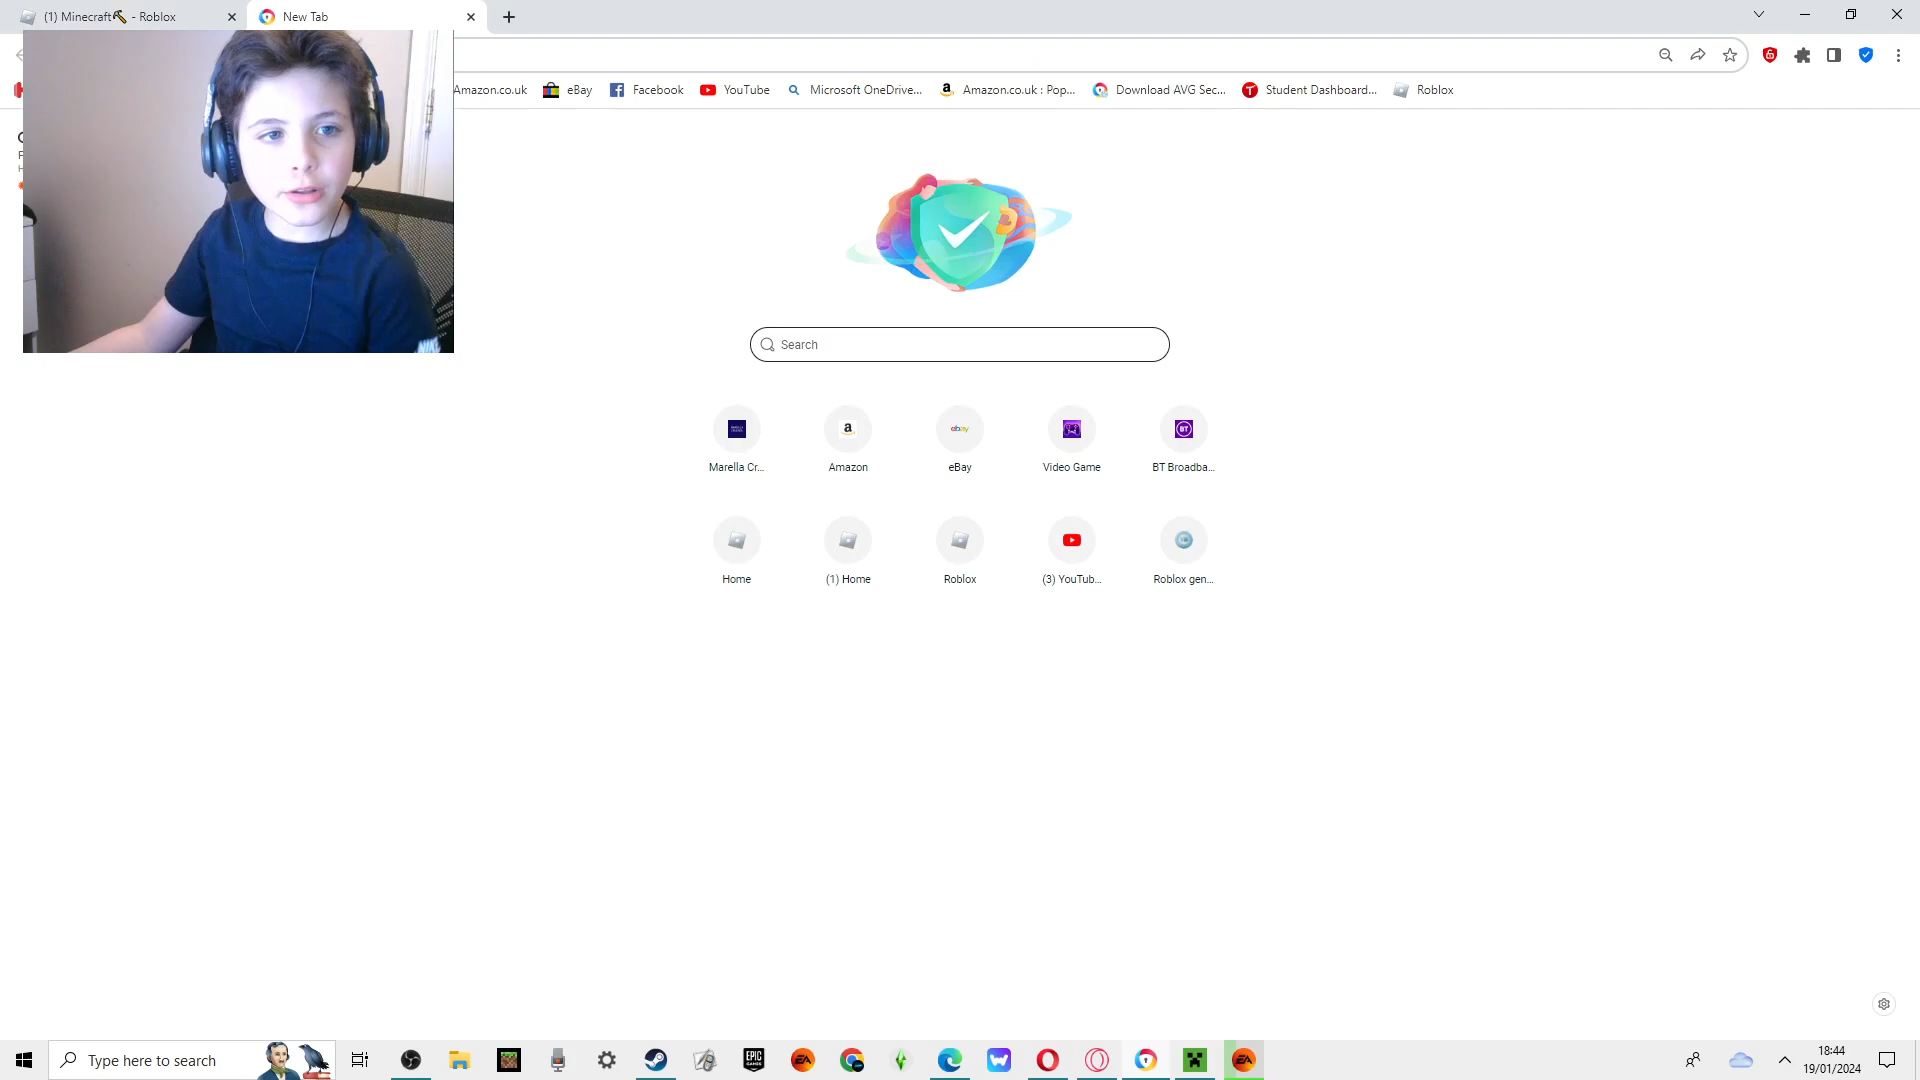 (1) Minecraft🔨 - Roblox
New Tab
Amazon.co.uk
eBay
Facebook
YouTube
Microsoft OneDrive...
Amazon.co.uk : Pop...
Download AVG Sec...
Student Dashboard...
Roblox
NIKE
Search
Marella Cr...
Amazon
eBay
Video Game
BT Broadba...
Home
(1) Home
Roblox
(3) YouTub...
Roblox gen...
Type here to search
18:44
19/01/2024